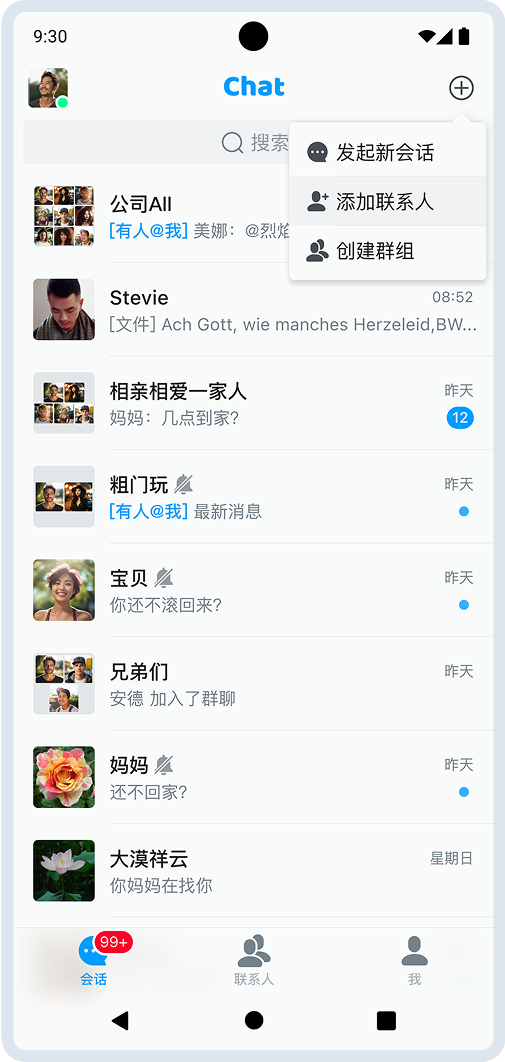 9:30
Chat
搜索
发起新会话
添加联系人
创建群组
公司All
[有人@我] 美娜：@烈焰
Stevie
08:52
[文件] Ach Gott, wie manches Herzeleid,BW...
相亲相爱一家人
昨天
妈妈：几点到家?
12
粗门玩
昨天
[有人@我] 最新消息
宝贝
昨天
你还不滚回来?
兄弟们
昨天
安德 加入了群聊
妈妈
昨天
还不回家?
大漠祥云
星期日
你妈妈在找你
99+
会话
联系人
我